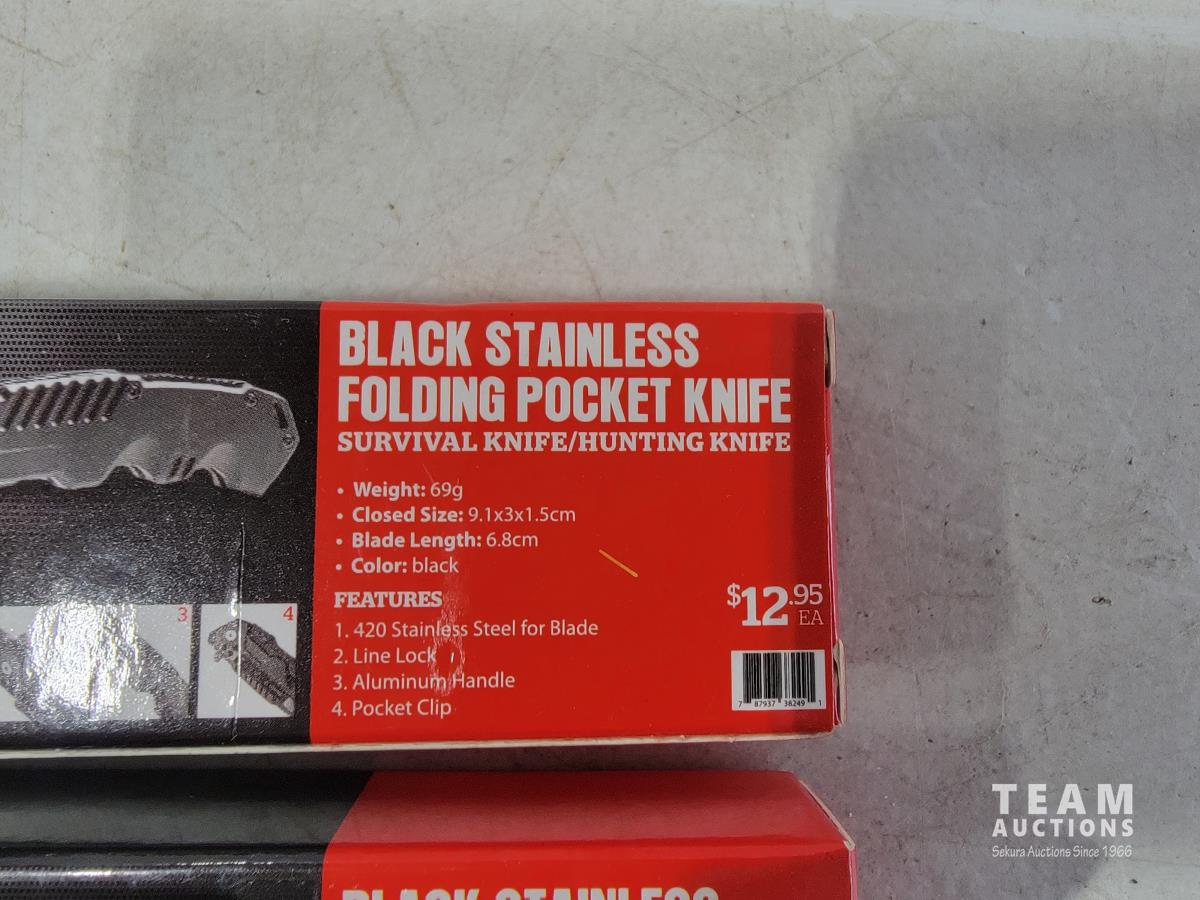 BLACK STAINLESS
FOLDING POCKET KNIFE
SURVIVAL KNIFE/HUNTING KNIFE
• Weight: 69g
• Closed Size: 9.1x3x1.5cm
• Blade Length: 6.8cm
• Color: black
FEATURES
1. 420 Stainless Steel for Blade
2. Line Lock
3. Aluminum Handle
4. Pocket Clip
$12.95
EA
7 87937 38249 1
3
4
BLACK STAINLESS
TEAM
AUCTIONS
Sekura Auctions Since 1966